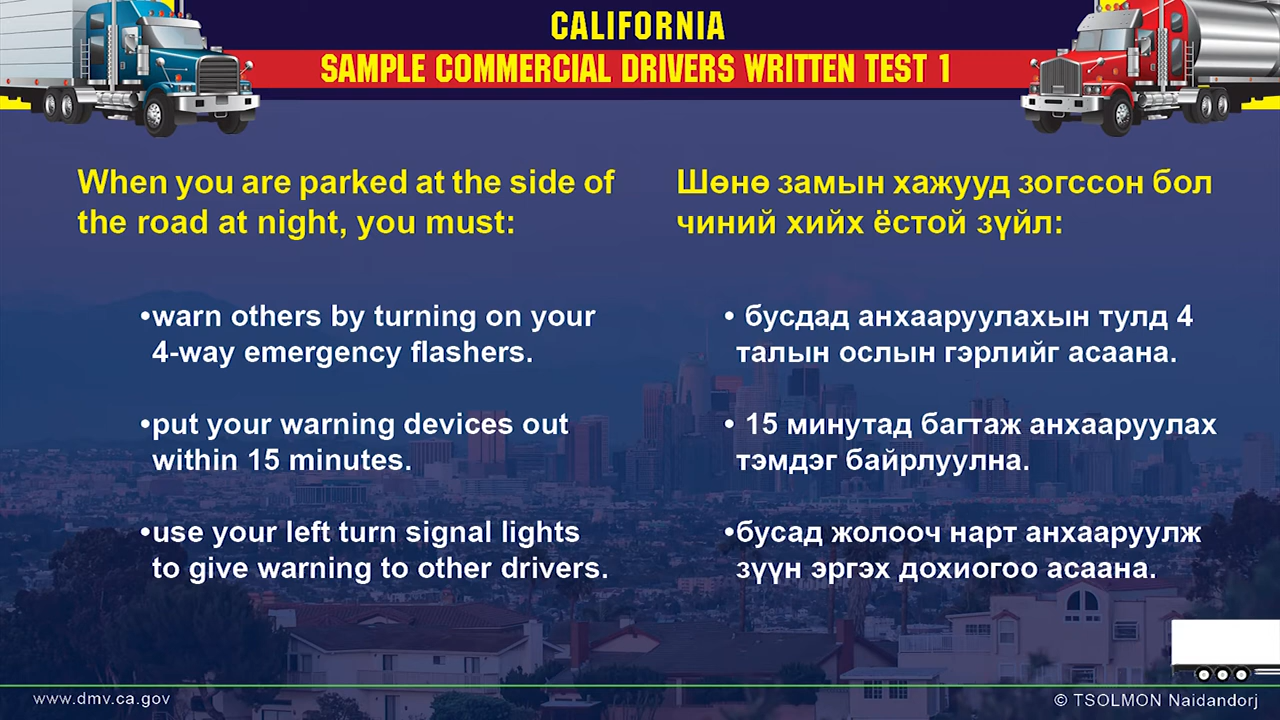 CALIFORNIA
SAMPLE COMMERCIAL DRIVERS WRITTEN TEST 1
When you are parked at the side of
the road at night, you must:
•warn others by turning on your
4-way emergency flashers.
•put your warning devices out
within 15 minutes.
•use your left turn signal lights
to give warning to other drivers.
Шөнө замын хажууд зогссон бол
чиний хийх ёстой зүйл:
• бусдад анхааруулахын тулд 4
талын ослын гэрлийг асаана.
• 15 минутад багтаж анхааруулах
тэмдэг байрлуулна.
•бусад жолооч нарт анхааруулж
зүүн эргэх дохиогоо асаана.
www.dmv.ca.gov
© TSOLMON Naidandorj